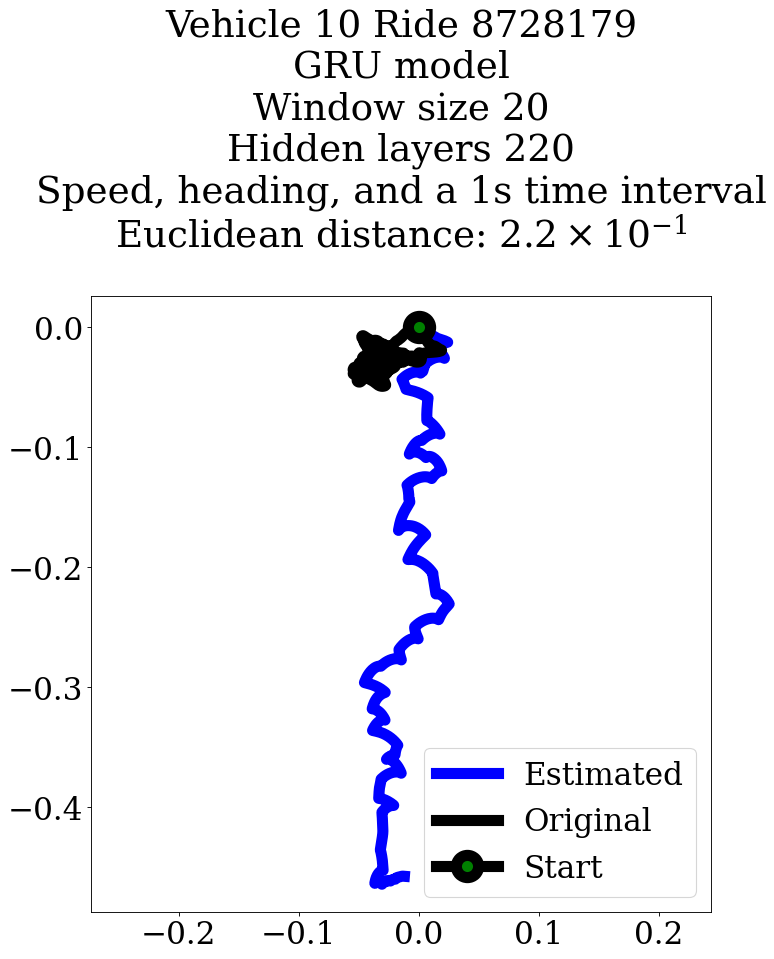 Vehicle 10 Ride 8728179
GRU model
Window size 20
Hidden layers 220
Speed, heading, and a 1s time interval
Euclidean distance: 2.2 × 10⁻¹
0.0
−0.1
−0.2
−0.3
−0.4
Estimated
Original
Start
−0.2 −0.1 0.0 0.1 0.2